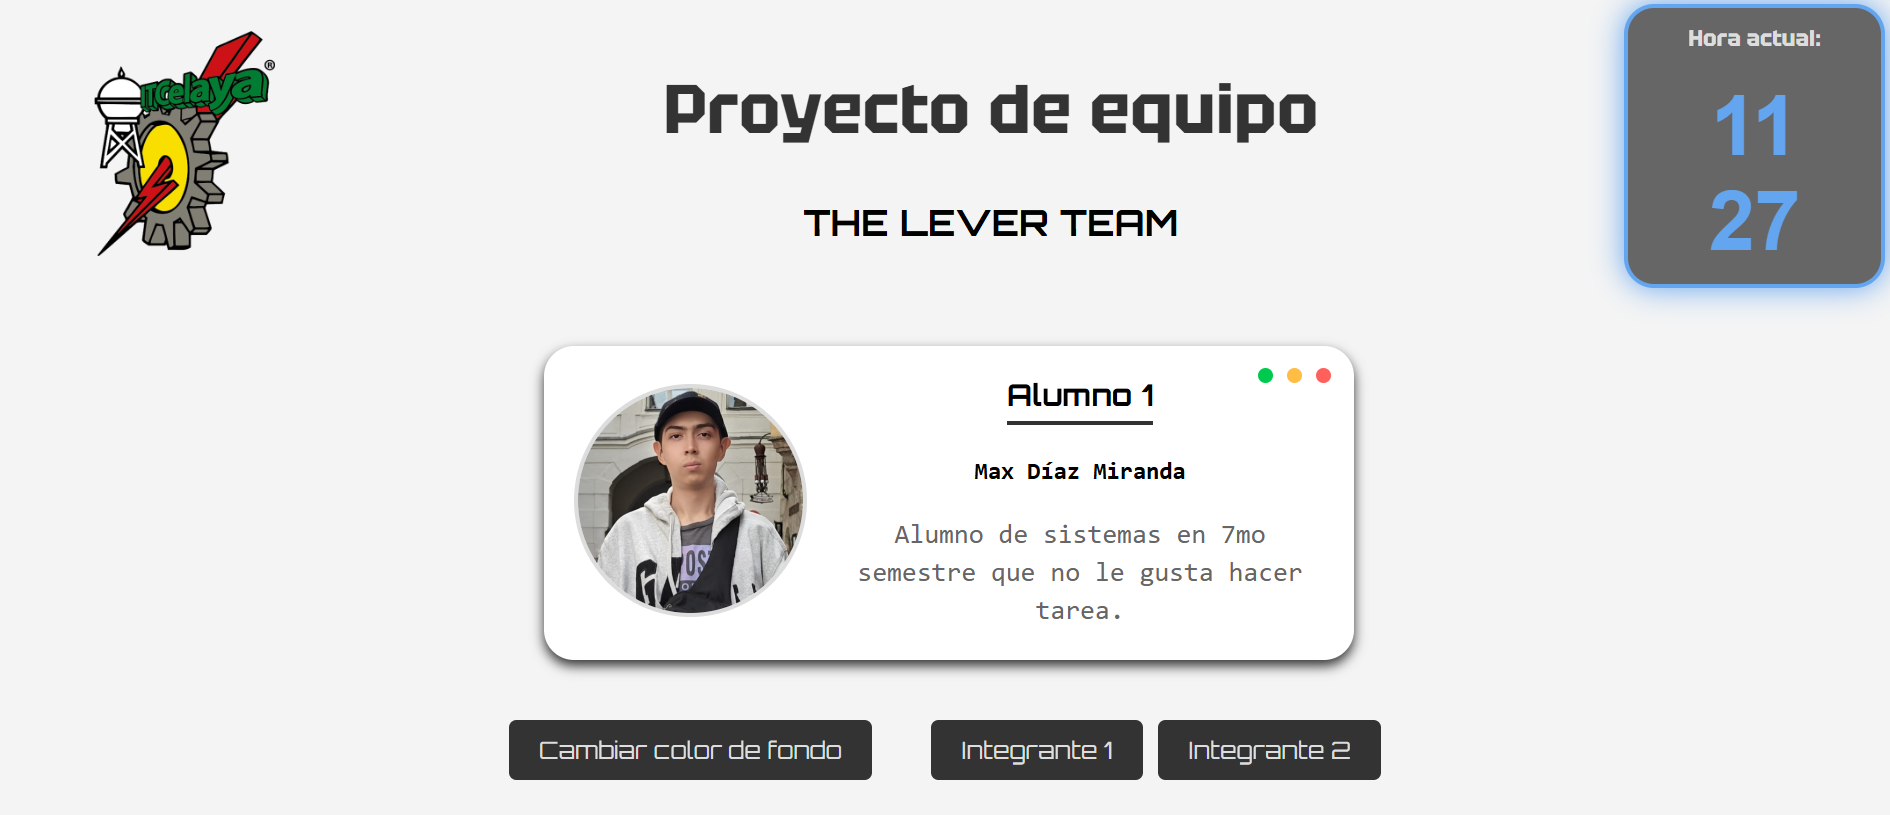 ITCelaya®
Proyecto de equipo
THE LEVER TEAM
Hora actual:
11
27
Alumno 1
Max Díaz Miranda
Alumno de sistemas en 7mo
semestre que no le gusta hacer
tarea.
Cambiar color de fondo
Integrante 1
Integrante 2